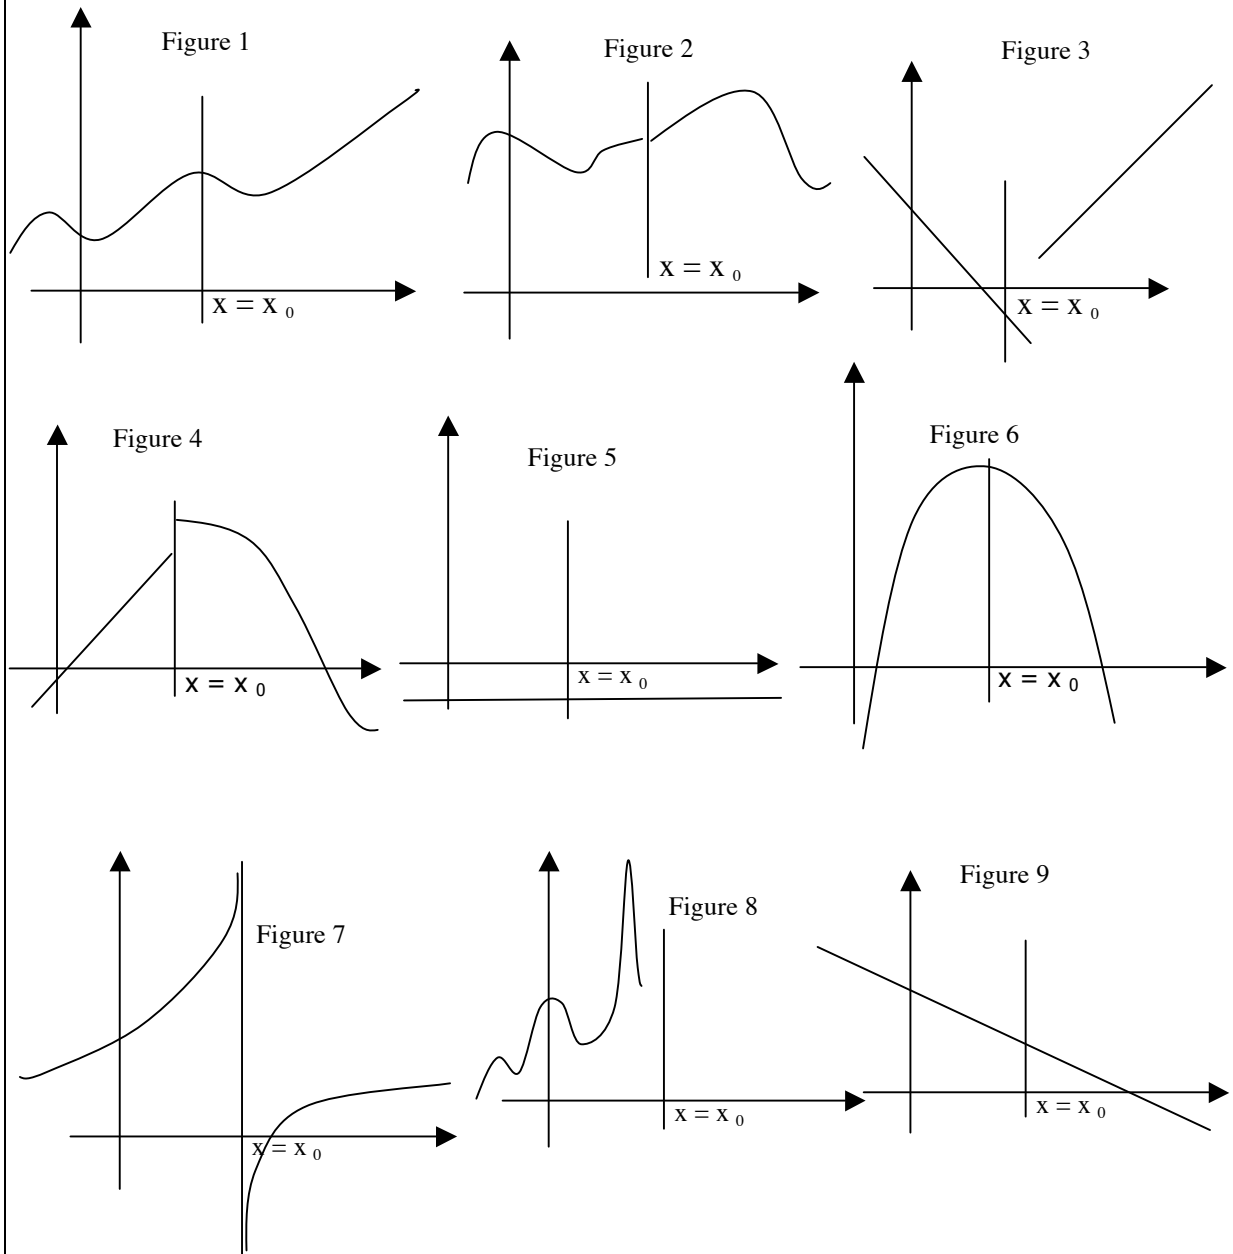 Figure 1
Figure 2
Figure 3
x = x 0
x = x 0
x = x 0
Figure 4
Figure 5
Figure 6
x = x 0
x = x 0
x = x 0
Figure 7
Figure 8
Figure 9
x = x 0
x = x 0
x = x 0